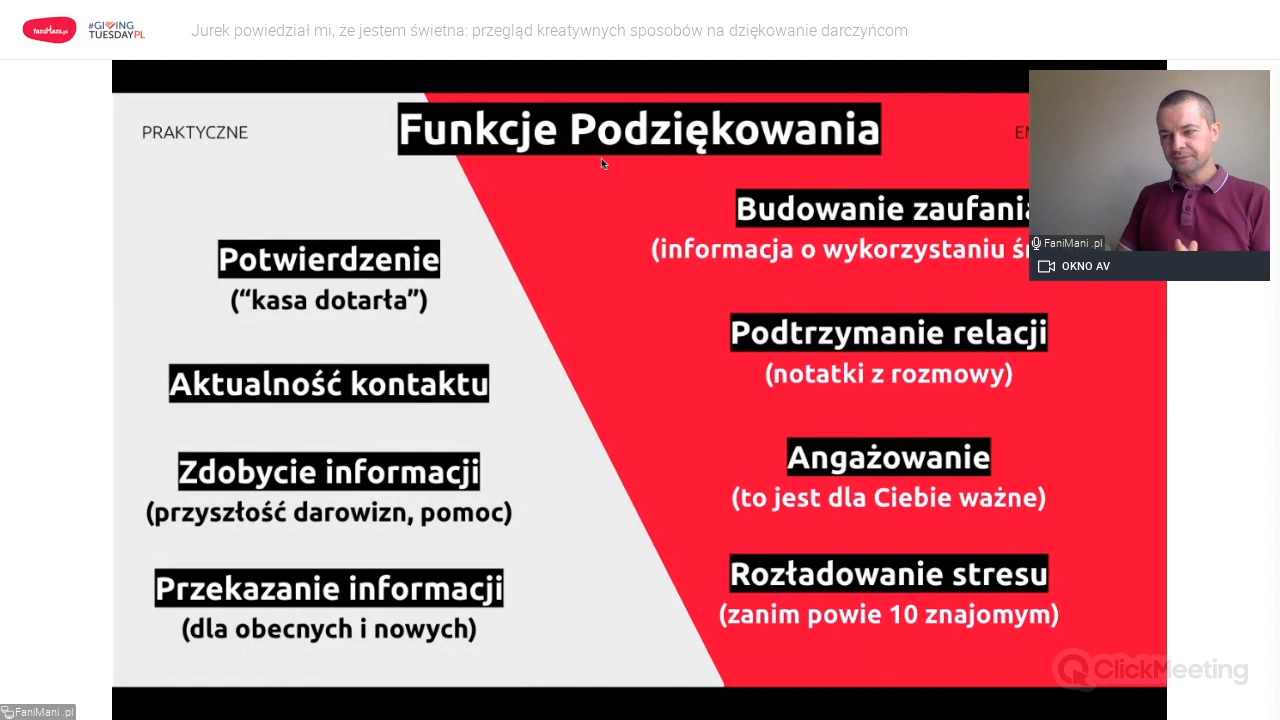 faniMani.pl
#GIVING
TUESDAYPL
Jurek powiedział mi, że jestem świetna: przegląd kreatywnych sposobów na dziękowanie darczyńcom
PRAKTYCZNE
Funkcje Podziękowania
Potwierdzenie
(“kasa dotarła”)
Aktualność kontaktu
Zdobycie informacji
(przyszłość darowizn, pomoc)
Przekazanie informacji
(dla obecnych i nowych)
Budowanie zaufania
(informacja o wykorzystaniu
Podtrzymanie relacji
(notatki z rozmowy)
Angażowanie
(to jest dla Ciebie ważne)
Rozładowanie stresu
(zanim powie 10 znajomym)
FaniMani .pl
OKNO AV
ClickMeeting
FaniMani .pl